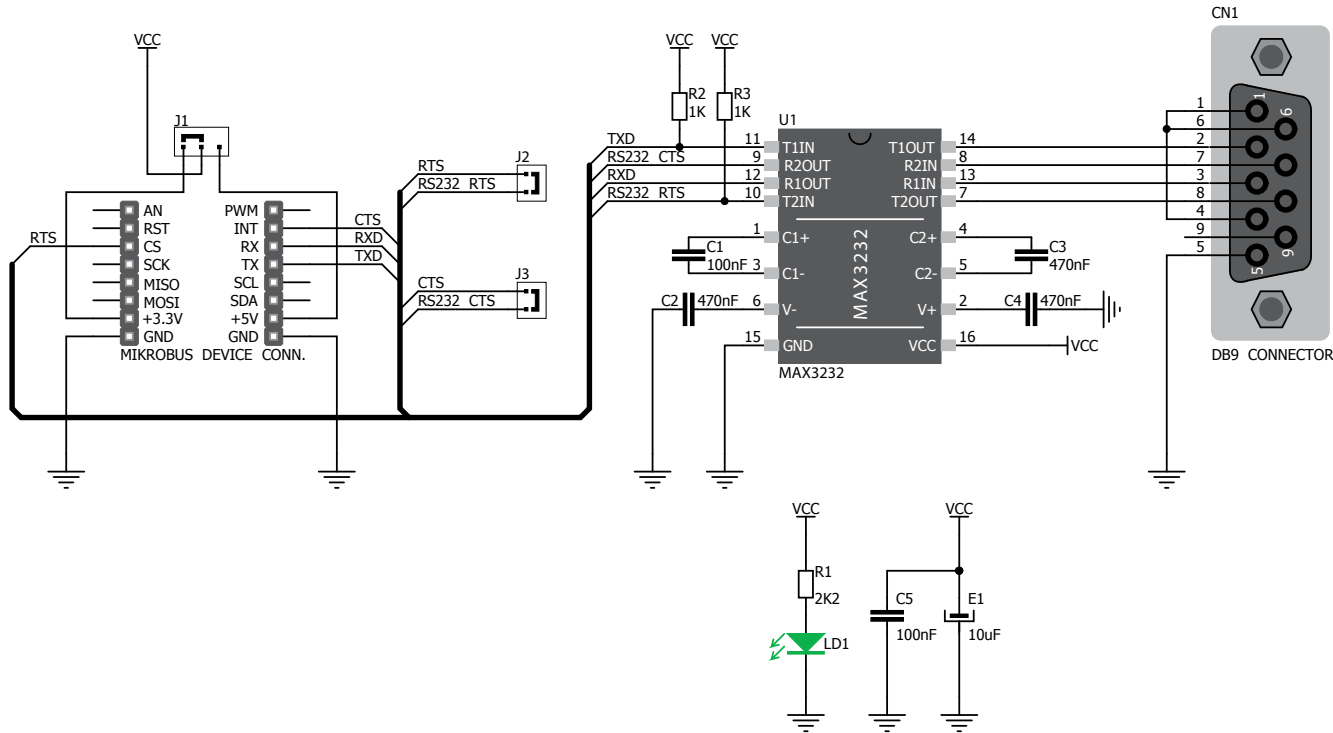 CN1
VCC
VCC
VCC
R2
1K
R3
1K
J1
U1
J2
RTS
RS232 RTS
J3
CTS
RS232 CTS
TXD
RS232 CTS
RXD
RS232 RTS
11
9
12
10
T1IN
R2OUT
R1OUT
T2IN
T1OUT
R2IN
R1IN
T2OUT
14
8
13
7
1
6
2
7
3
8
4
9
5
1
6
5
9
DB9 CONNECTOR
RTS
AN
RST
CS
SCK
MISO
MOSI
+3.3V
GND
PWM
INT
RX
TX
SCL
SDA
+5V
GND
CTS
RXD
TXD
MIKROBUS DEVICE CONN.
1
C1
100nF
3
C2
470nF
6
15
C1+
C1-
V-
GND
MAX3232
C2+
C2-
V+
VCC
4
C3
470nF
5
2
C4
470nF
16
VCC
MAX3232
VCC
R1
2K2
LD1
VCC
C5
100nF
E1
10uF